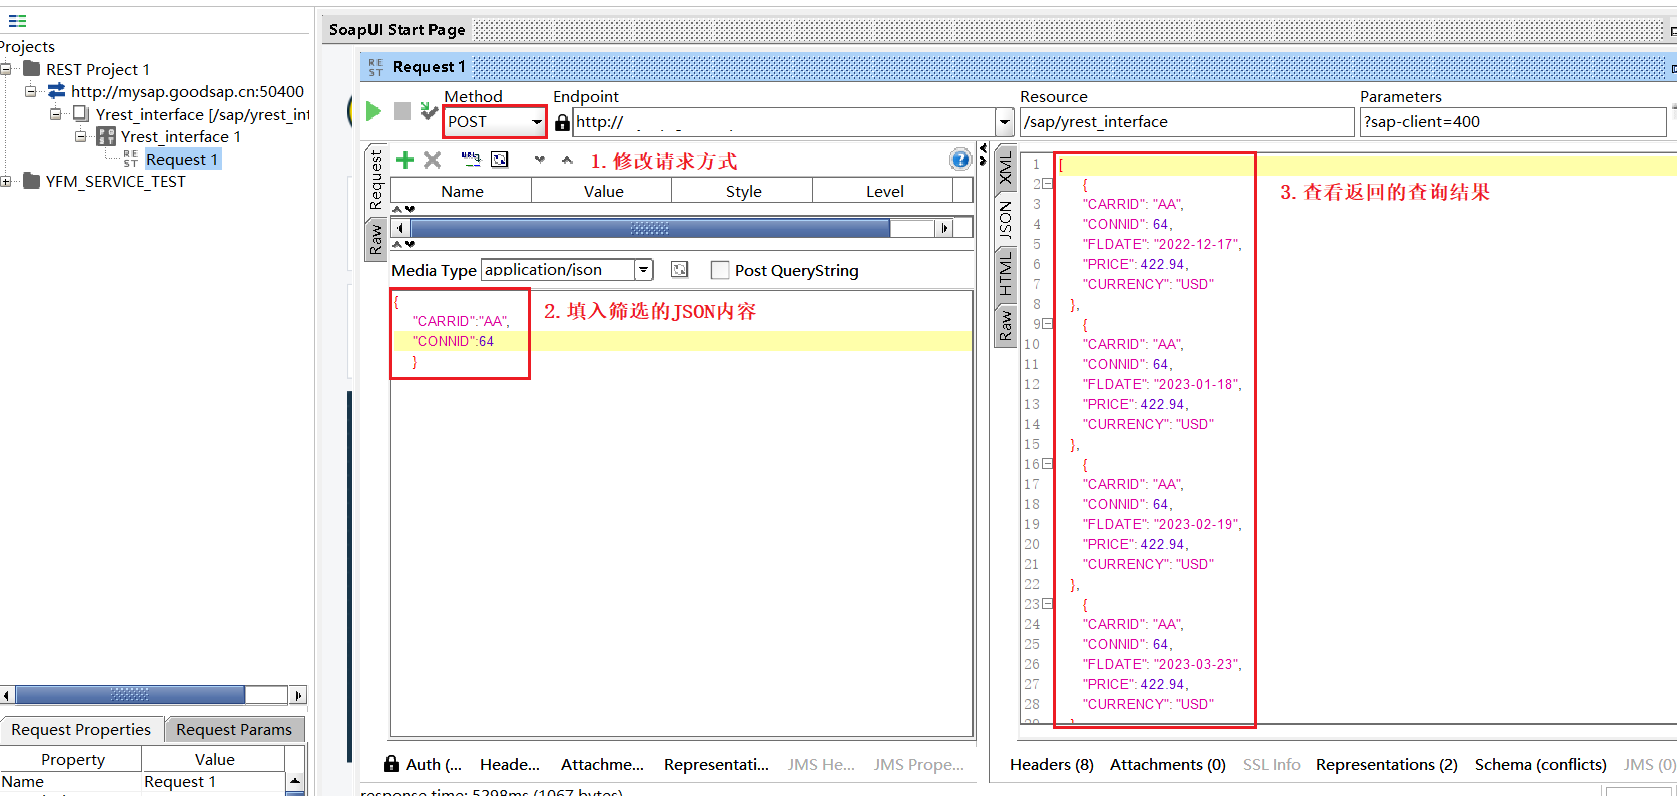 Projects
REST Project 1
http://mysap.goodsap.cn:50400
Yrest_interface [/sap/yrest_int
Yrest_interface 1
REST
Request 1
YFM_SERVICE_TEST
Request Properties
Request Params
Property Value
Name Request 1
SoapUI Start Page
REST
Request 1
Method Endpoint Resource Parameters
POST http:// /sap/yrest_interface ?sap-client=400
Request
Raw
1.修改请求方式
Name Value Style Level
Media Type application/json Post QueryString
{
"CARRID":"AA",
"CONNID":64
}
2.填入筛选的JSON内容
XML
JSON
HTML
Raw
1 [
2 {
3 "CARRID": "AA",
4 "CONNID": 64,
5 "FLDATE": "2022-12-17",
6 "PRICE": 422.94,
7 "CURRENCY": "USD"
8 },
9 {
10 "CARRID": "AA",
11 "CONNID": 64,
12 "FLDATE": "2023-01-18",
13 "PRICE": 422.94,
14 "CURRENCY": "USD"
15 },
16 {
17 "CARRID": "AA",
18 "CONNID": 64,
19 "FLDATE": "2023-02-19",
20 "PRICE": 422.94,
21 "CURRENCY": "USD"
22 },
23 {
24 "CARRID": "AA",
25 "CONNID": 64,
26 "FLDATE": "2023-03-23",
27 "PRICE": 422.94,
28 "CURRENCY": "USD"
29 }
3.查看返回的查询结果
Auth (... Heade... Attachme... Representati... JMS He... JMS Prope...
Headers (8) Attachments (0) SSL Info Representations (2) Schema (conflicts) JMS (0)
response time: 5298ms (1067 bytes)